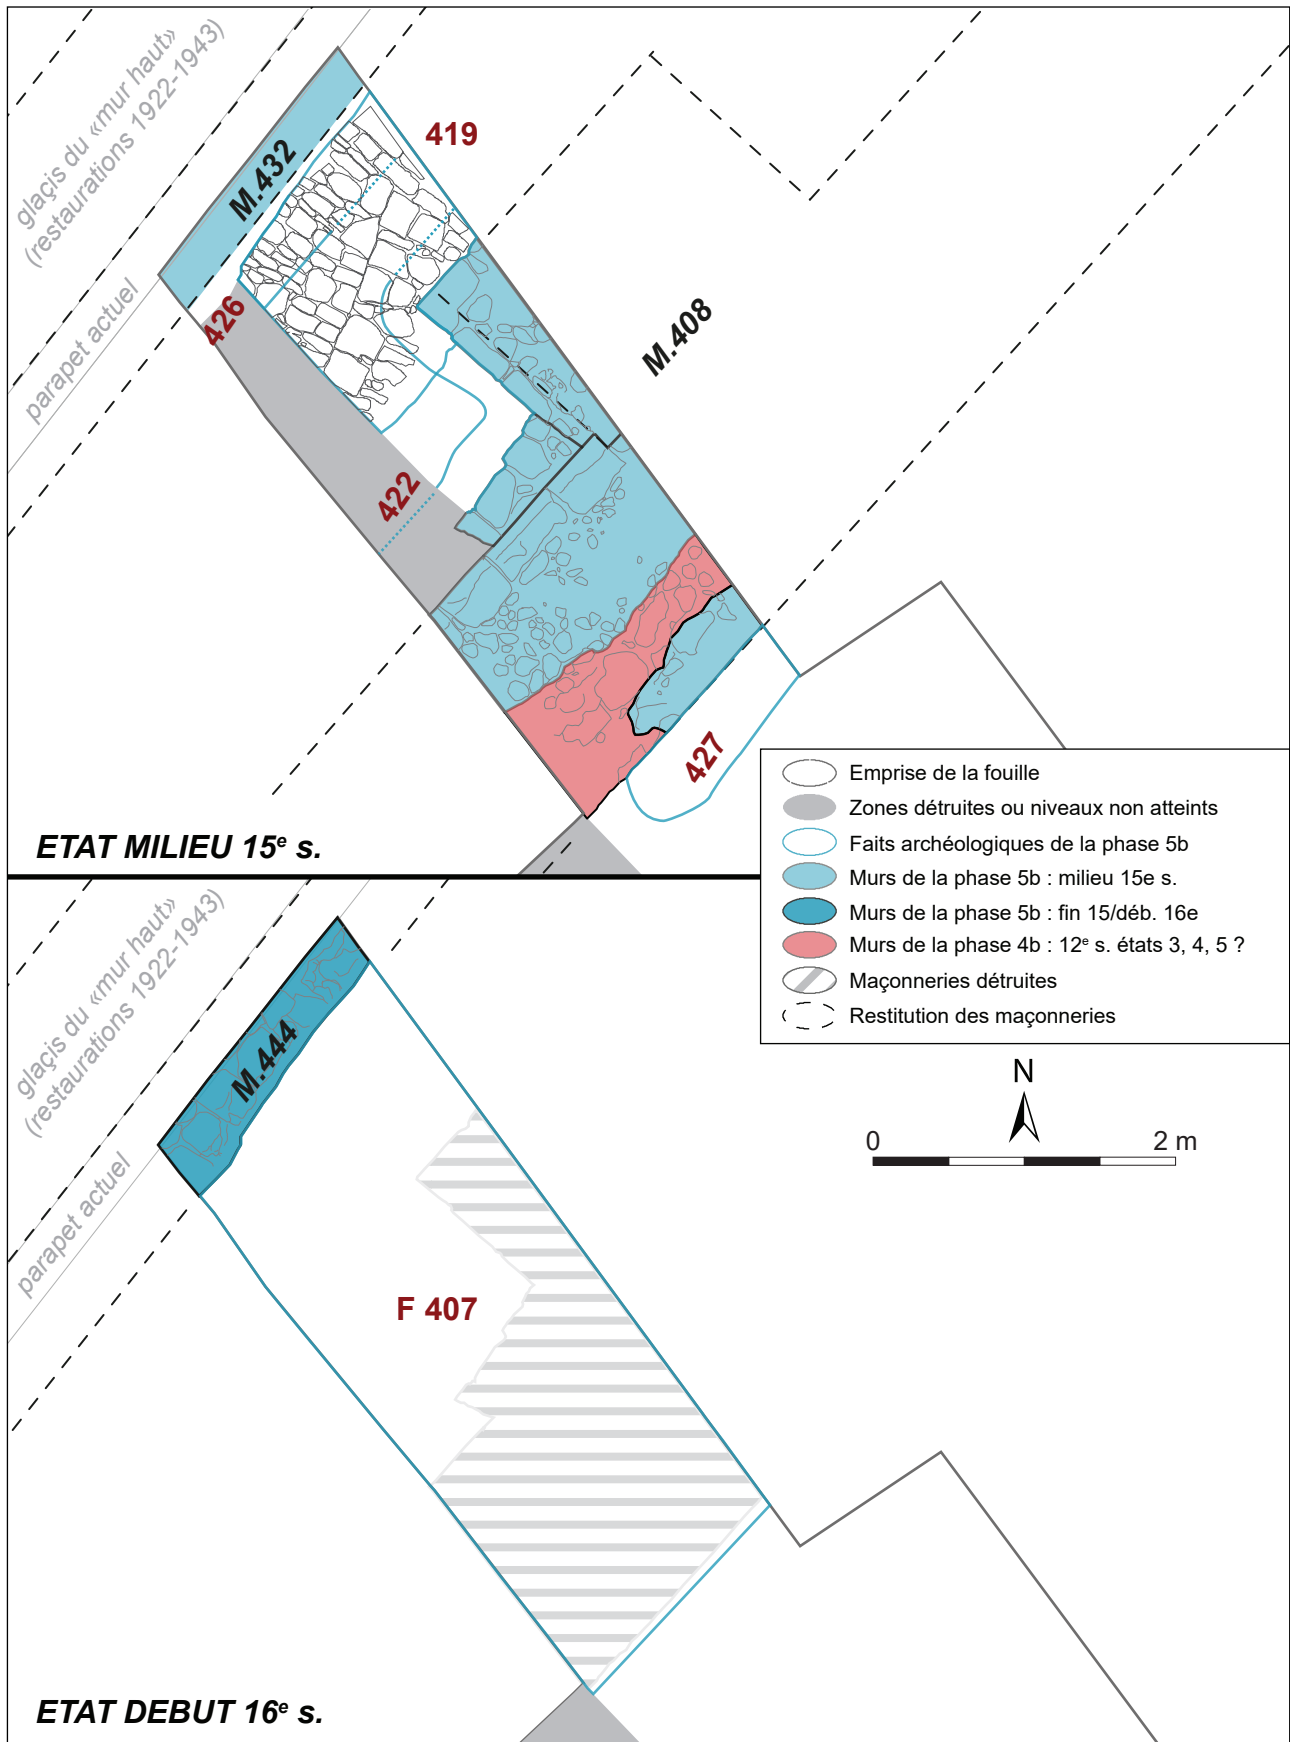 glaçis du «mur haut»
(restaurations 1922-1943)
parapet actuel
M.432
419
426
M.408
422
427
ETAT MILIEU 15e s.
Emprise de la fouille
Zones détruites ou niveaux non atteints
Faits archéologiques de la phase 5b
Murs de la phase 5b : milieu 15e s.
Murs de la phase 5b : fin 15/déb. 16e
Murs de la phase 4b : 12e s. états 3, 4, 5 ?
Maçonneries détruites
Restitution des maçonneries
N
0 2 m
glaçis du «mur haut»
(restaurations 1922-1943)
parapet actuel
M.444
F 407
ETAT DEBUT 16e s.